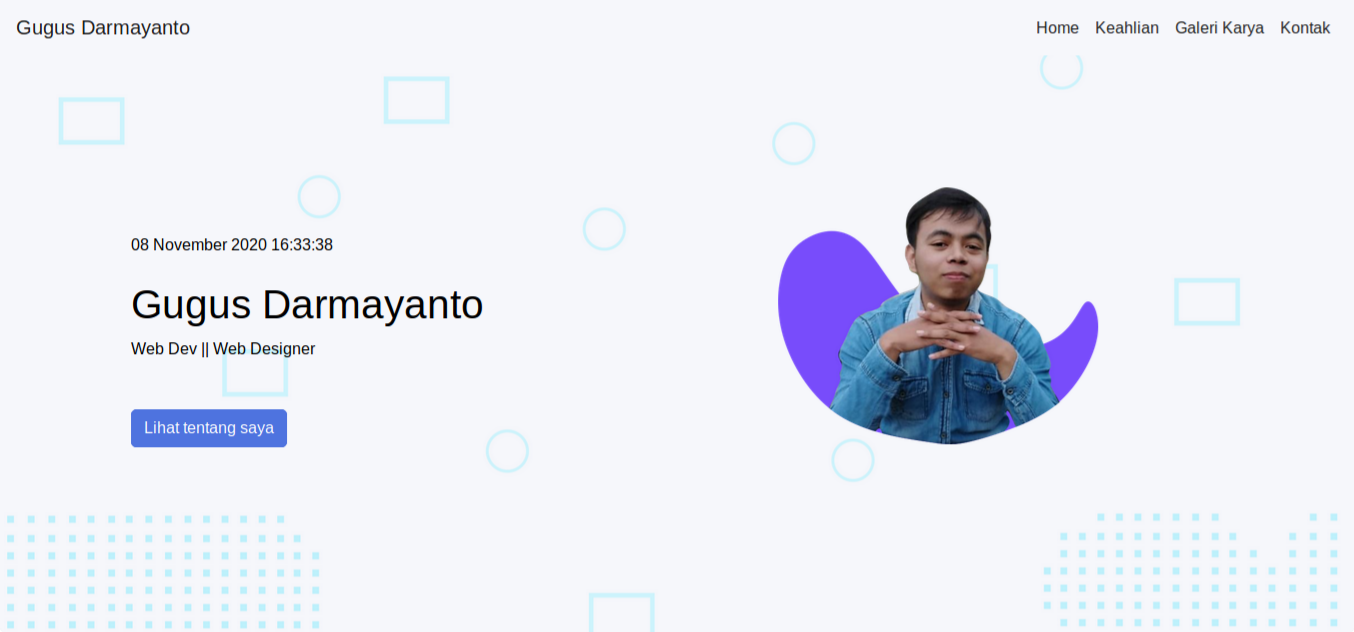 Gugus Darmayanto
Home Keahlian Galeri Karya Kontak
08 November 2020 16:33:38
Gugus Darmayanto
Web Dev || Web Designer
Lihat tentang saya